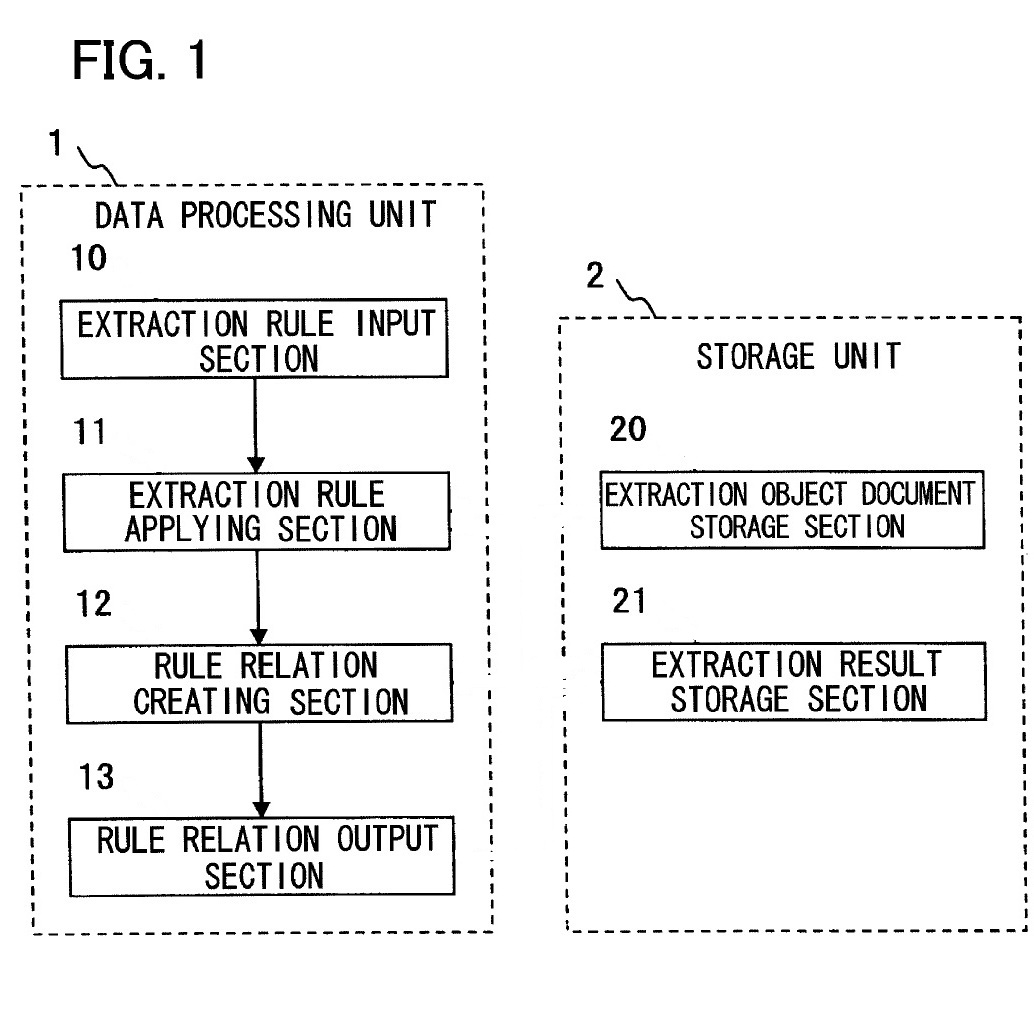 FIG. 1
1
DATA PROCESSING UNIT
10
EXTRACTION RULE INPUT
SECTION
11
EXTRACTION RULE
APPLYING SECTION
12
RULE RELATION
CREATING SECTION
13
RULE RELATION OUTPUT
SECTION
2
STORAGE UNIT
20
EXTRACTION OBJECT DOCUMENT
STORAGE SECTION
21
EXTRACTION RESULT
STORAGE SECTION